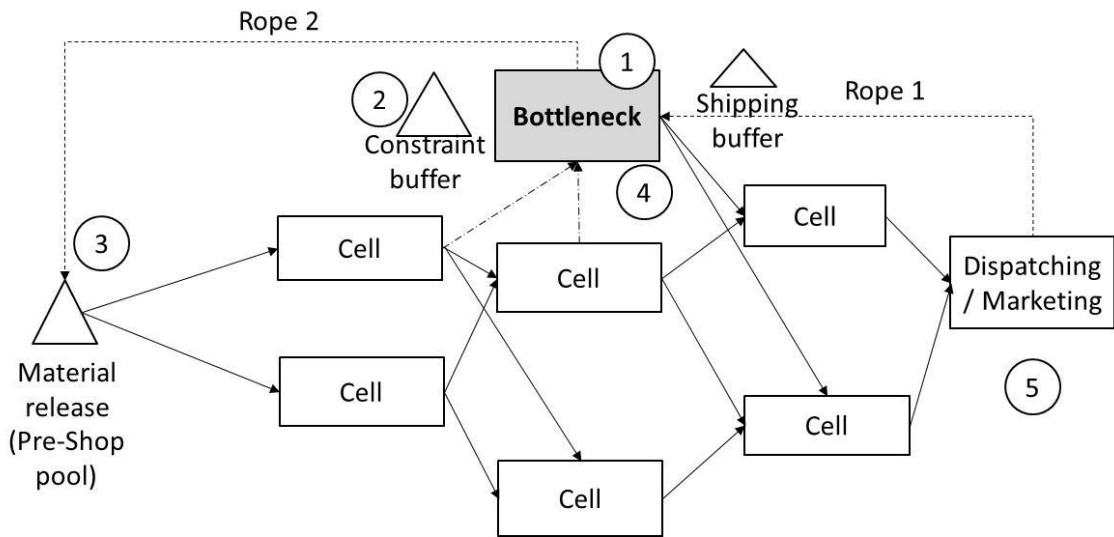 Rope 2
1
2
Bottleneck
Constraint
buffer
Shipping
buffer
Rope 1
4
3
Cell
Cell
Cell
Dispatching
/ Marketing
Material
release
(Pre-Shop
pool)
Cell
Cell
5
Cell